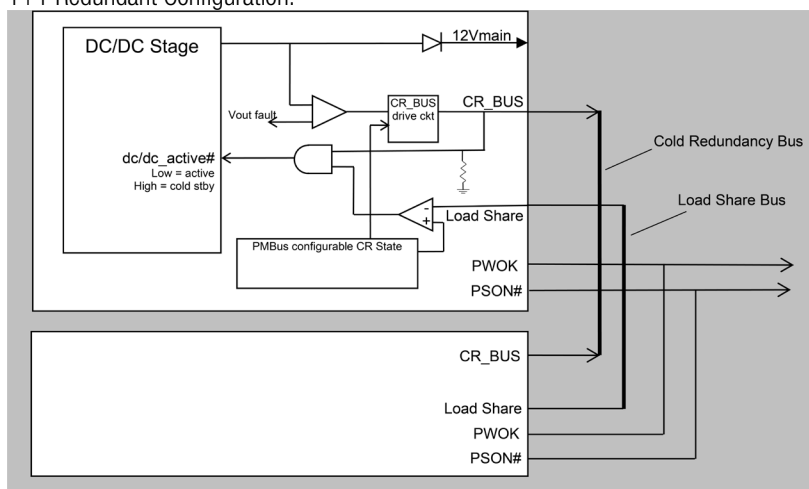 1+1 Redundant Configuration.
DC/DC Stage
12Vmain
CR_BUS
drive ckt
CR_BUS
Vout fault
dc/dc_active#
Low = active
High = cold stby
-
+
Load Share
PMBus configurable CR State
PWOK
PSON#
Cold Redundancy Bus
Load Share Bus
CR_BUS
Load Share
PWOK
PSON#